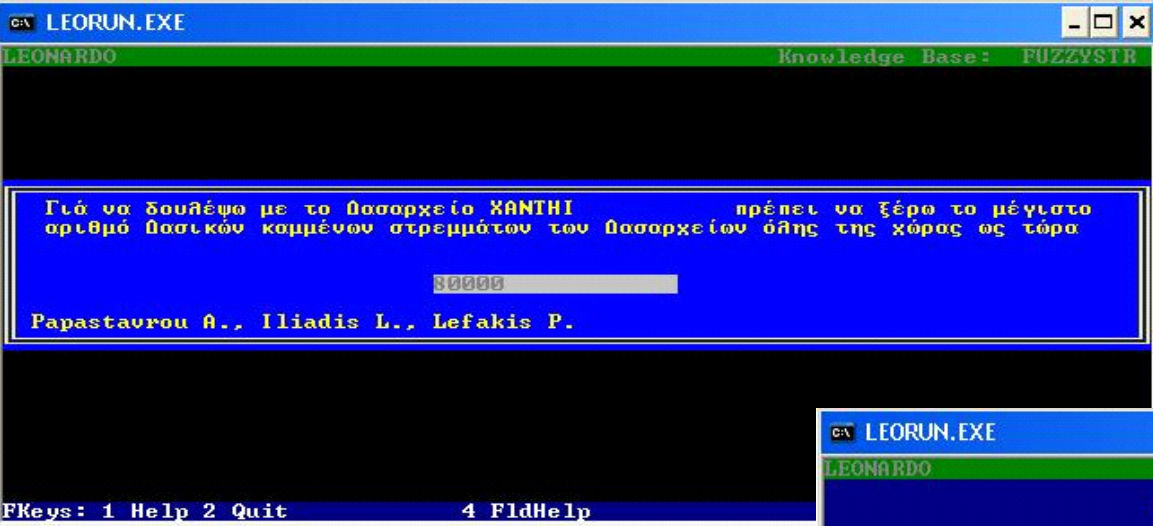 LEORUN.EXE
LEONARDO Knowledge Base: FUZZYSTR
Γιά να δουλέψω με το Δασαρχείο XANTHI πρέπει να ξέρω το μέγιστο
αριθμό Δασικών καμμένων στρεμμάτων των Δασαρχείων όλης της χώρας ως τώρα
80000
Papastavrou A., Iliadis L., Lefakis P.
FKeys: 1 Help 2 Quit 4 FldHelp
LEORUN.EXE
LEONARDO